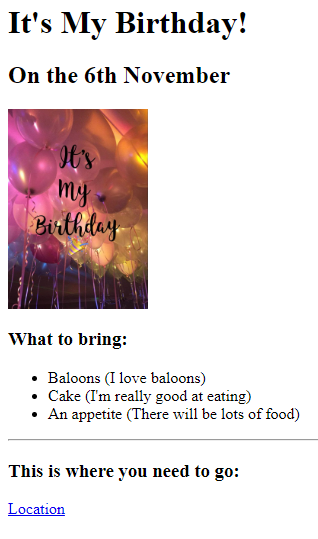 It's My Birthday!
On the 6th November
It's
My
Birthday
What to bring:
Baloons (I love baloons)
Cake (I'm really good at eating)
An appetite (There will be lots of food)
This is where you need to go:
Location